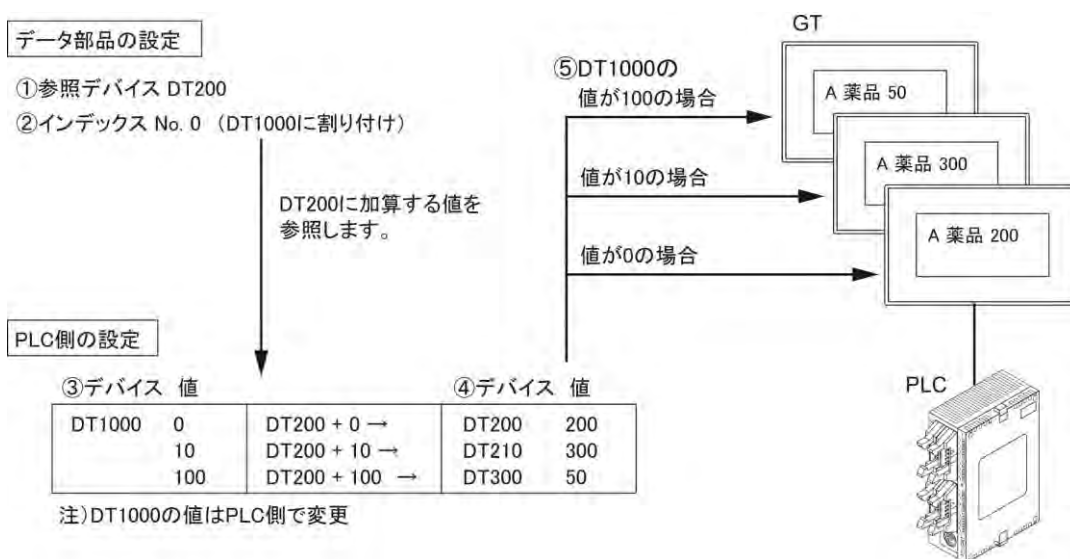 データ部品の設定
①参照デバイス DT200
②インデックス No. 0 （DT1000に割り付け）
DT200に加算する値を
参照します。
GT
⑤DT1000の
値が100の場合
A 薬品 50
値が10の場合
A 薬品 300
値が0の場合
A 薬品 200
PLC側の設定
③デバイス 値
④デバイス 値
DT1000 0 DT200 + 0 → DT200 200
10 DT200 + 10 → DT210 300
100 DT200 + 100 → DT300 50
注）DT1000の値はPLC側で変更
PLC